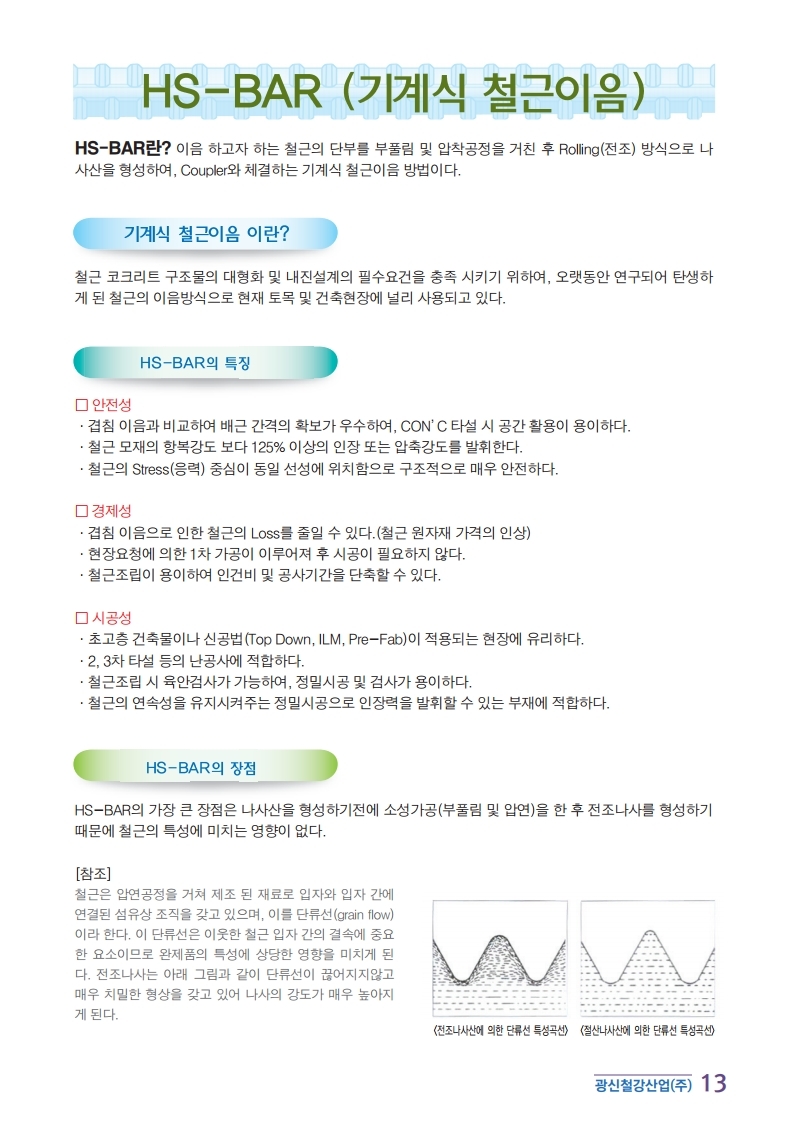 HS-BAR (기계식 철근이음)
HS-BAR란? 이음 하고자 하는 철근의 단부를 부풀림 및 압착공정을 거친 후 Rolling(전조) 방식으로 나
사산을 형성하여, Coupler와 체결하는 기계식 철근이음 방법이다.
기계식 철근이음 이란?
철근 코크리트 구조물의 대형화 및 내진설계의 필수요건을 충족 시키기 위하여, 오랫동안 연구되어 탄생하
게 된 철근의 이음방식으로 현재 토목 및 건축현장에 널리 사용되고 있다.
HS-BAR의 특징
□ 안전성
· 겹침 이음과 비교하여 배근 간격의 확보가 우수하여, CON'C 타설 시 공간 활용이 용이하다.
· 철근 모재의 항복강도 보다 125% 이상의 인장 또는 압축강도를 발휘한다.
· 철근의 Stress(응력) 중심이 동일 선성에 위치함으로 구조적으로 매우 안전하다.
□ 경제성
· 겹침 이음으로 인한 철근의 Loss를 줄일 수 있다.(철근 원자재 가격의 인상)
· 현장요청에 의한 1차 가공이 이루어져 후 시공이 필요하지 않다.
· 철근조립이 용이하여 인건비 및 공사기간을 단축할 수 있다.
□ 시공성
· 초고층 건축물이나 신공법(Top Down, ILM, Pre-Fab)이 적용되는 현장에 유리하다.
· 2, 3차 타설 등의 난공사에 적합하다.
· 철근조립 시 육안검사가 가능하여, 정밀시공 및 검사가 용이하다.
· 철근의 연속성을 유지시켜주는 정밀시공으로 인장력을 발휘할 수 있는 부재에 적합하다.
HS-BAR의 장점
HS-BAR의 가장 큰 장점은 나사산을 형성하기전에 소성가공(부풀림 및 압연)을 한 후 전조나사를 형성하기
때문에 철근의 특성에 미치는 영향이 없다.
[참조]
철근은 압연공정을 거쳐 제조 된 재료로 입자와 입자 간에
연결된 섬유상 조직을 갖고 있으며, 이를 단류선(grain flow)
이라 한다. 이 단류선은 이웃한 철근 입자 간의 결속에 중요
한 요소이므로 완제품의 특성에 상당한 영향을 미치게 된
다. 전조나사는 아래 그림과 같이 단류선이 끊어지지않고
매우 치밀한 형상을 갖고 있어 나사의 강도가 매우 높아지
게 된다.
〈전조나사산에 의한 단류선 특성곡선〉 〈절삭나사산에 의한 단류선 특성곡선〉
광신철강산업(주) 13